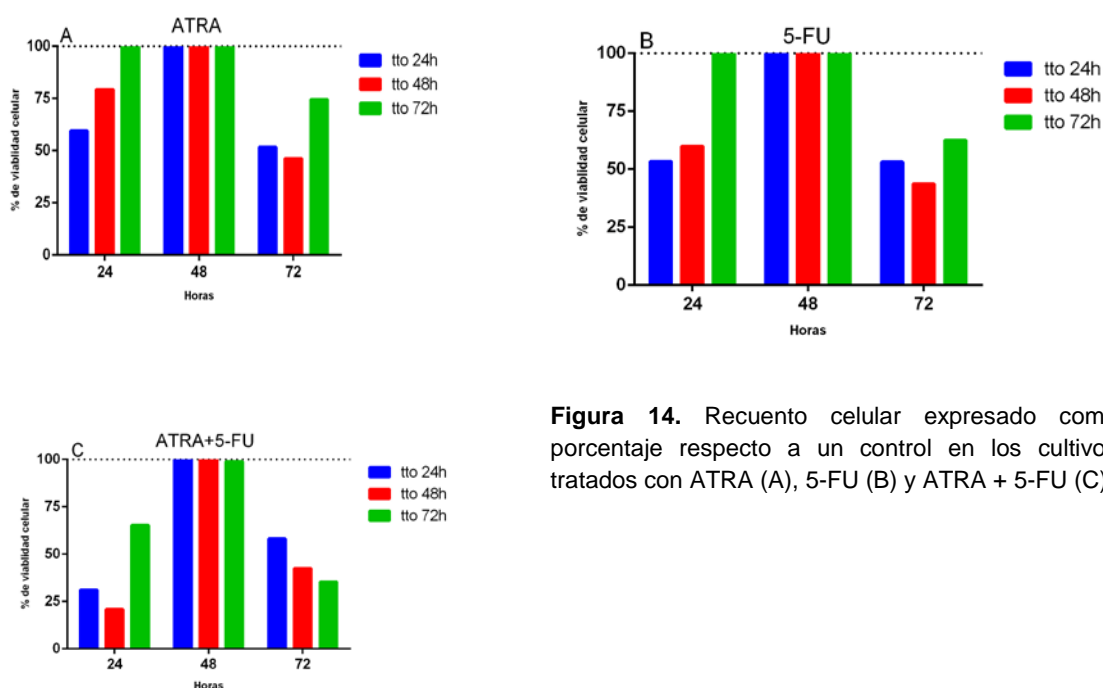 A
ATRA
% de viablidad celular
100
75
50
25
0
24
48
72
Horas
tto 24h
tto 48h
tto 72h
B
5-FU
% de viablidad celular
100
75
50
25
0
24
48
72
Horas
tto 24h
tto 48h
tto 72h
C
ATRA+5-FU
% de viablidad celular
100
75
50
25
0
24
48
72
Horas
tto 24h
tto 48h
tto 72h
Figura 14. Recuento celular expresado com
porcentaje respecto a un control en los cultivo
tratados con ATRA (A), 5-FU (B) y ATRA + 5-FU (C)